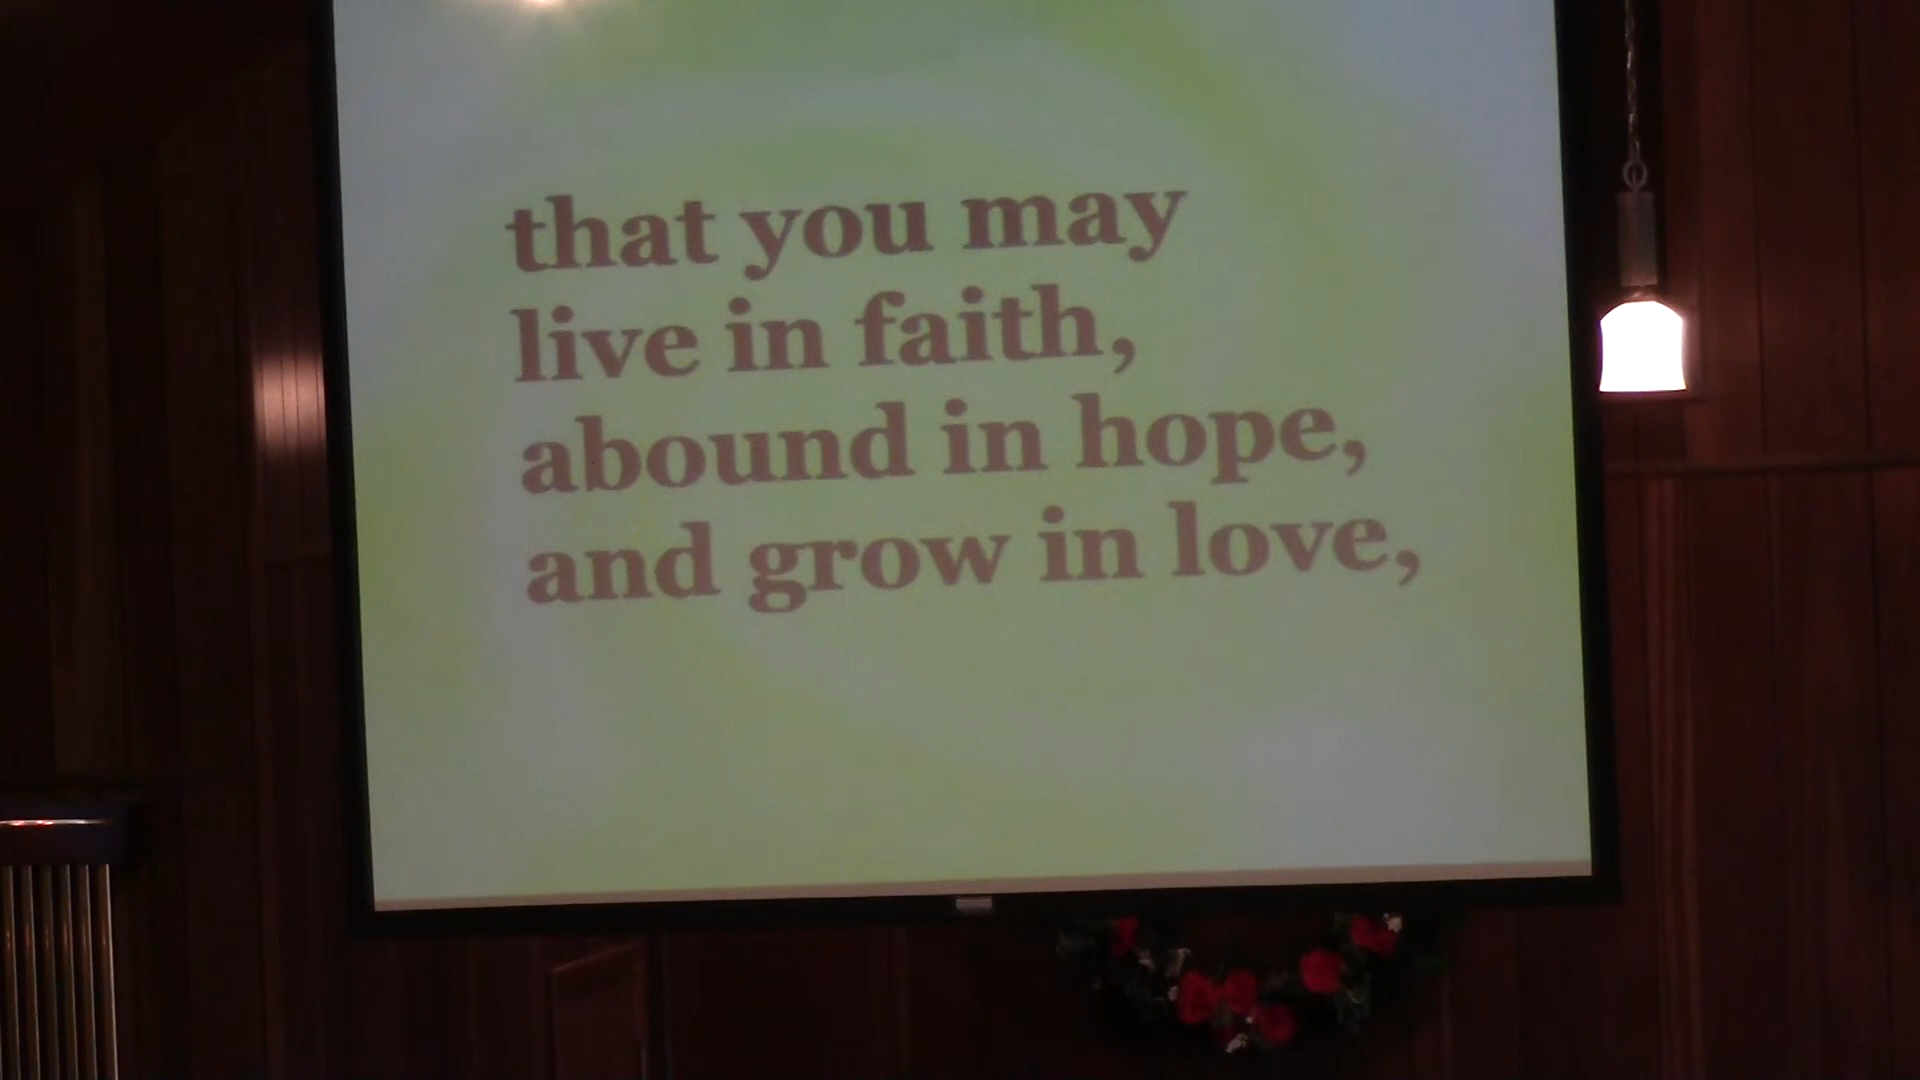 that you may
live in faith,
abound in hope,
and grow in love,